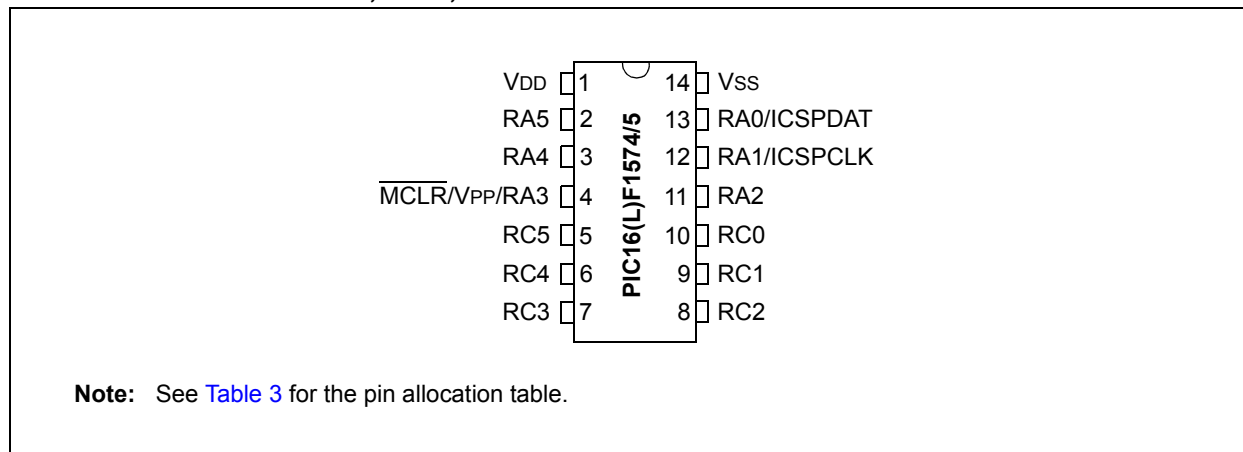 VDD 1 14 VSS
RA5 2 13 RA0/ICSPDAT
RA4 3 12 RA1/ICSPCLK
MCLR/VPP/RA3 4 11 RA2
RC5 5 10 RC0
RC4 6 9 RC1
RC3 7 8 RC2
PIC16(L)F1574/5
Note: See Table 3 for the pin allocation table.